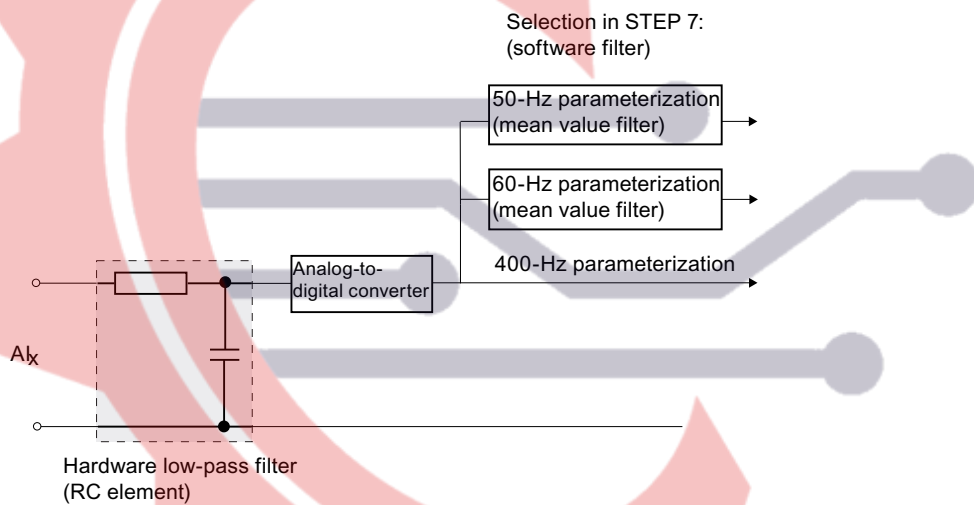 Selection in STEP 7:
(software filter)
50-Hz parameterization
(mean value filter)
60-Hz parameterization
(mean value filter)
400-Hz parameterization
Analog-to-
digital converter
AIx
Hardware low-pass filter
(RC element)